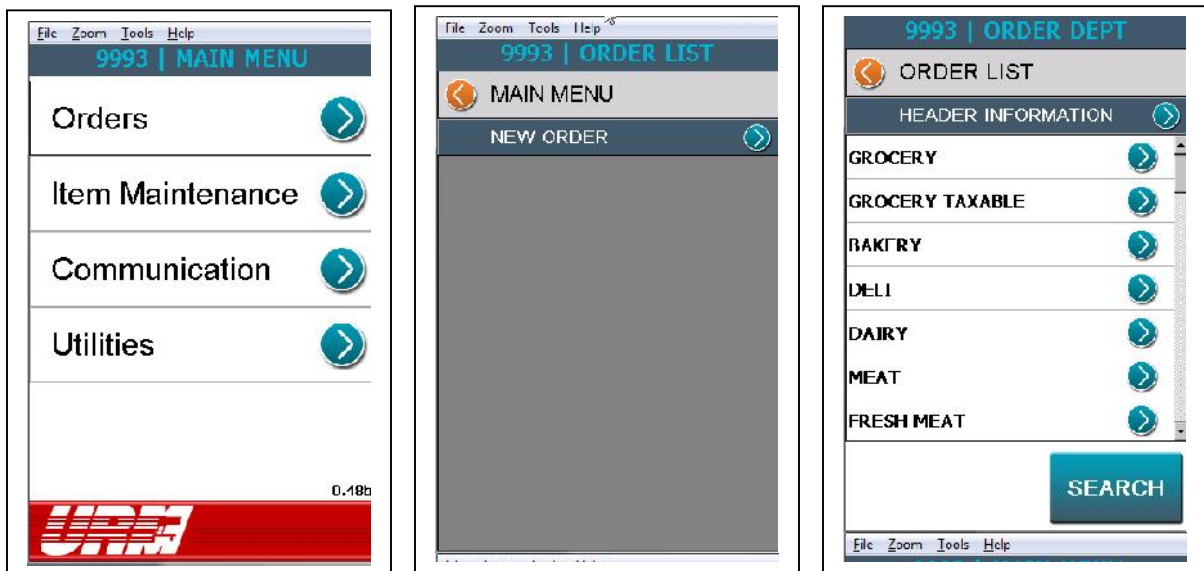 File Zoom Tools Help
9993 | MAIN MENU
Orders
Item Maintenance
Communication
Utilities
0.48b
URM
File Zoom Tools Help
9993 | ORDER LIST
MAIN MENU
NEW ORDER
9993 | ORDER DEPT
ORDER LIST
HEADER INFORMATION
GROCERY
GROCERY TAXABLE
BAKERY
DELI
DAIRY
MEAT
FRESH MEAT
SEARCH
File Zoom Tools Help